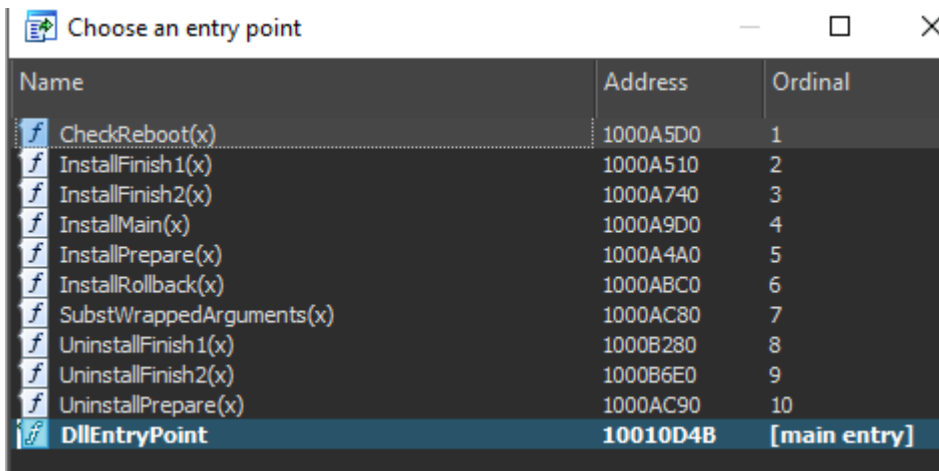 Choose an entry point
Name Address Ordinal
CheckReboot(x) 1000A5D0 1
InstallFinish1(x) 1000A510 2
InstallFinish2(x) 1000A740 3
InstallMain(x) 1000A9D0 4
InstallPrepare(x) 1000A4A0 5
InstallRollback(x) 1000ABC0 6
SubstWrappedArguments(x) 1000AC80 7
UninstallFinish1(x) 1000B280 8
UninstallFinish2(x) 1000B6E0 9
UninstallPrepare(x) 1000AC90 10
DllEntryPoint 10010D4B [main entry]